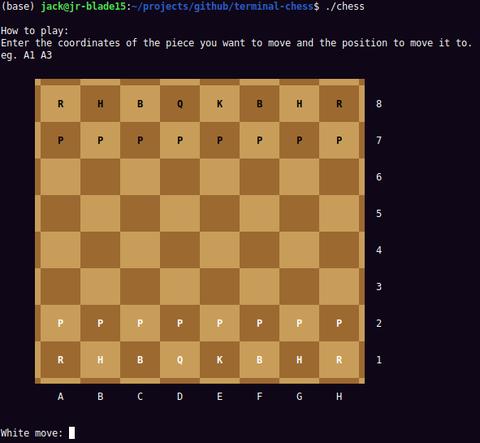 (base) jack@jr-blade15:~/projects/github/terminal-chess$ ./chess
How to play:
Enter the coordinates of the piece you want to move and the position to move it to.
eg. A1 A3
R H B Q K B H R 8
P P P P P P P P 7
6
5
4
3
P P P P P P P P 2
R H B Q K B H R 1
A B C D E F G H
White move: